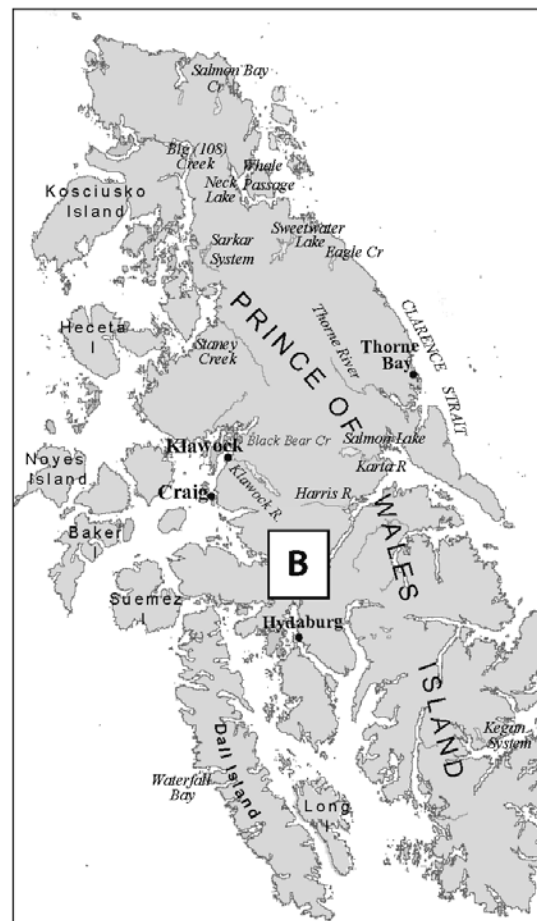 Salmon Bay
Cr
Big (108)
Creek
Whale
Passage
Neck
Lake
Kosciusko
Island
Sweetwater
Lake
Eagle Cr
Sarkar
System
PRINCE OF
WALES
ISLAND
CLARENCE STRAIT
Heceta
I
Staney
Creek
Thorne River
Thorne
Bay
Klawock
Black Bear Cr
Salmon Lake
Karta R
Noyes
Island
Craig
Klawock R.
Harris R
Baker
I
B
Suemez
I
Hydaburg
Dall Island
Waterfall
Bay
Long
I
Kegan
System